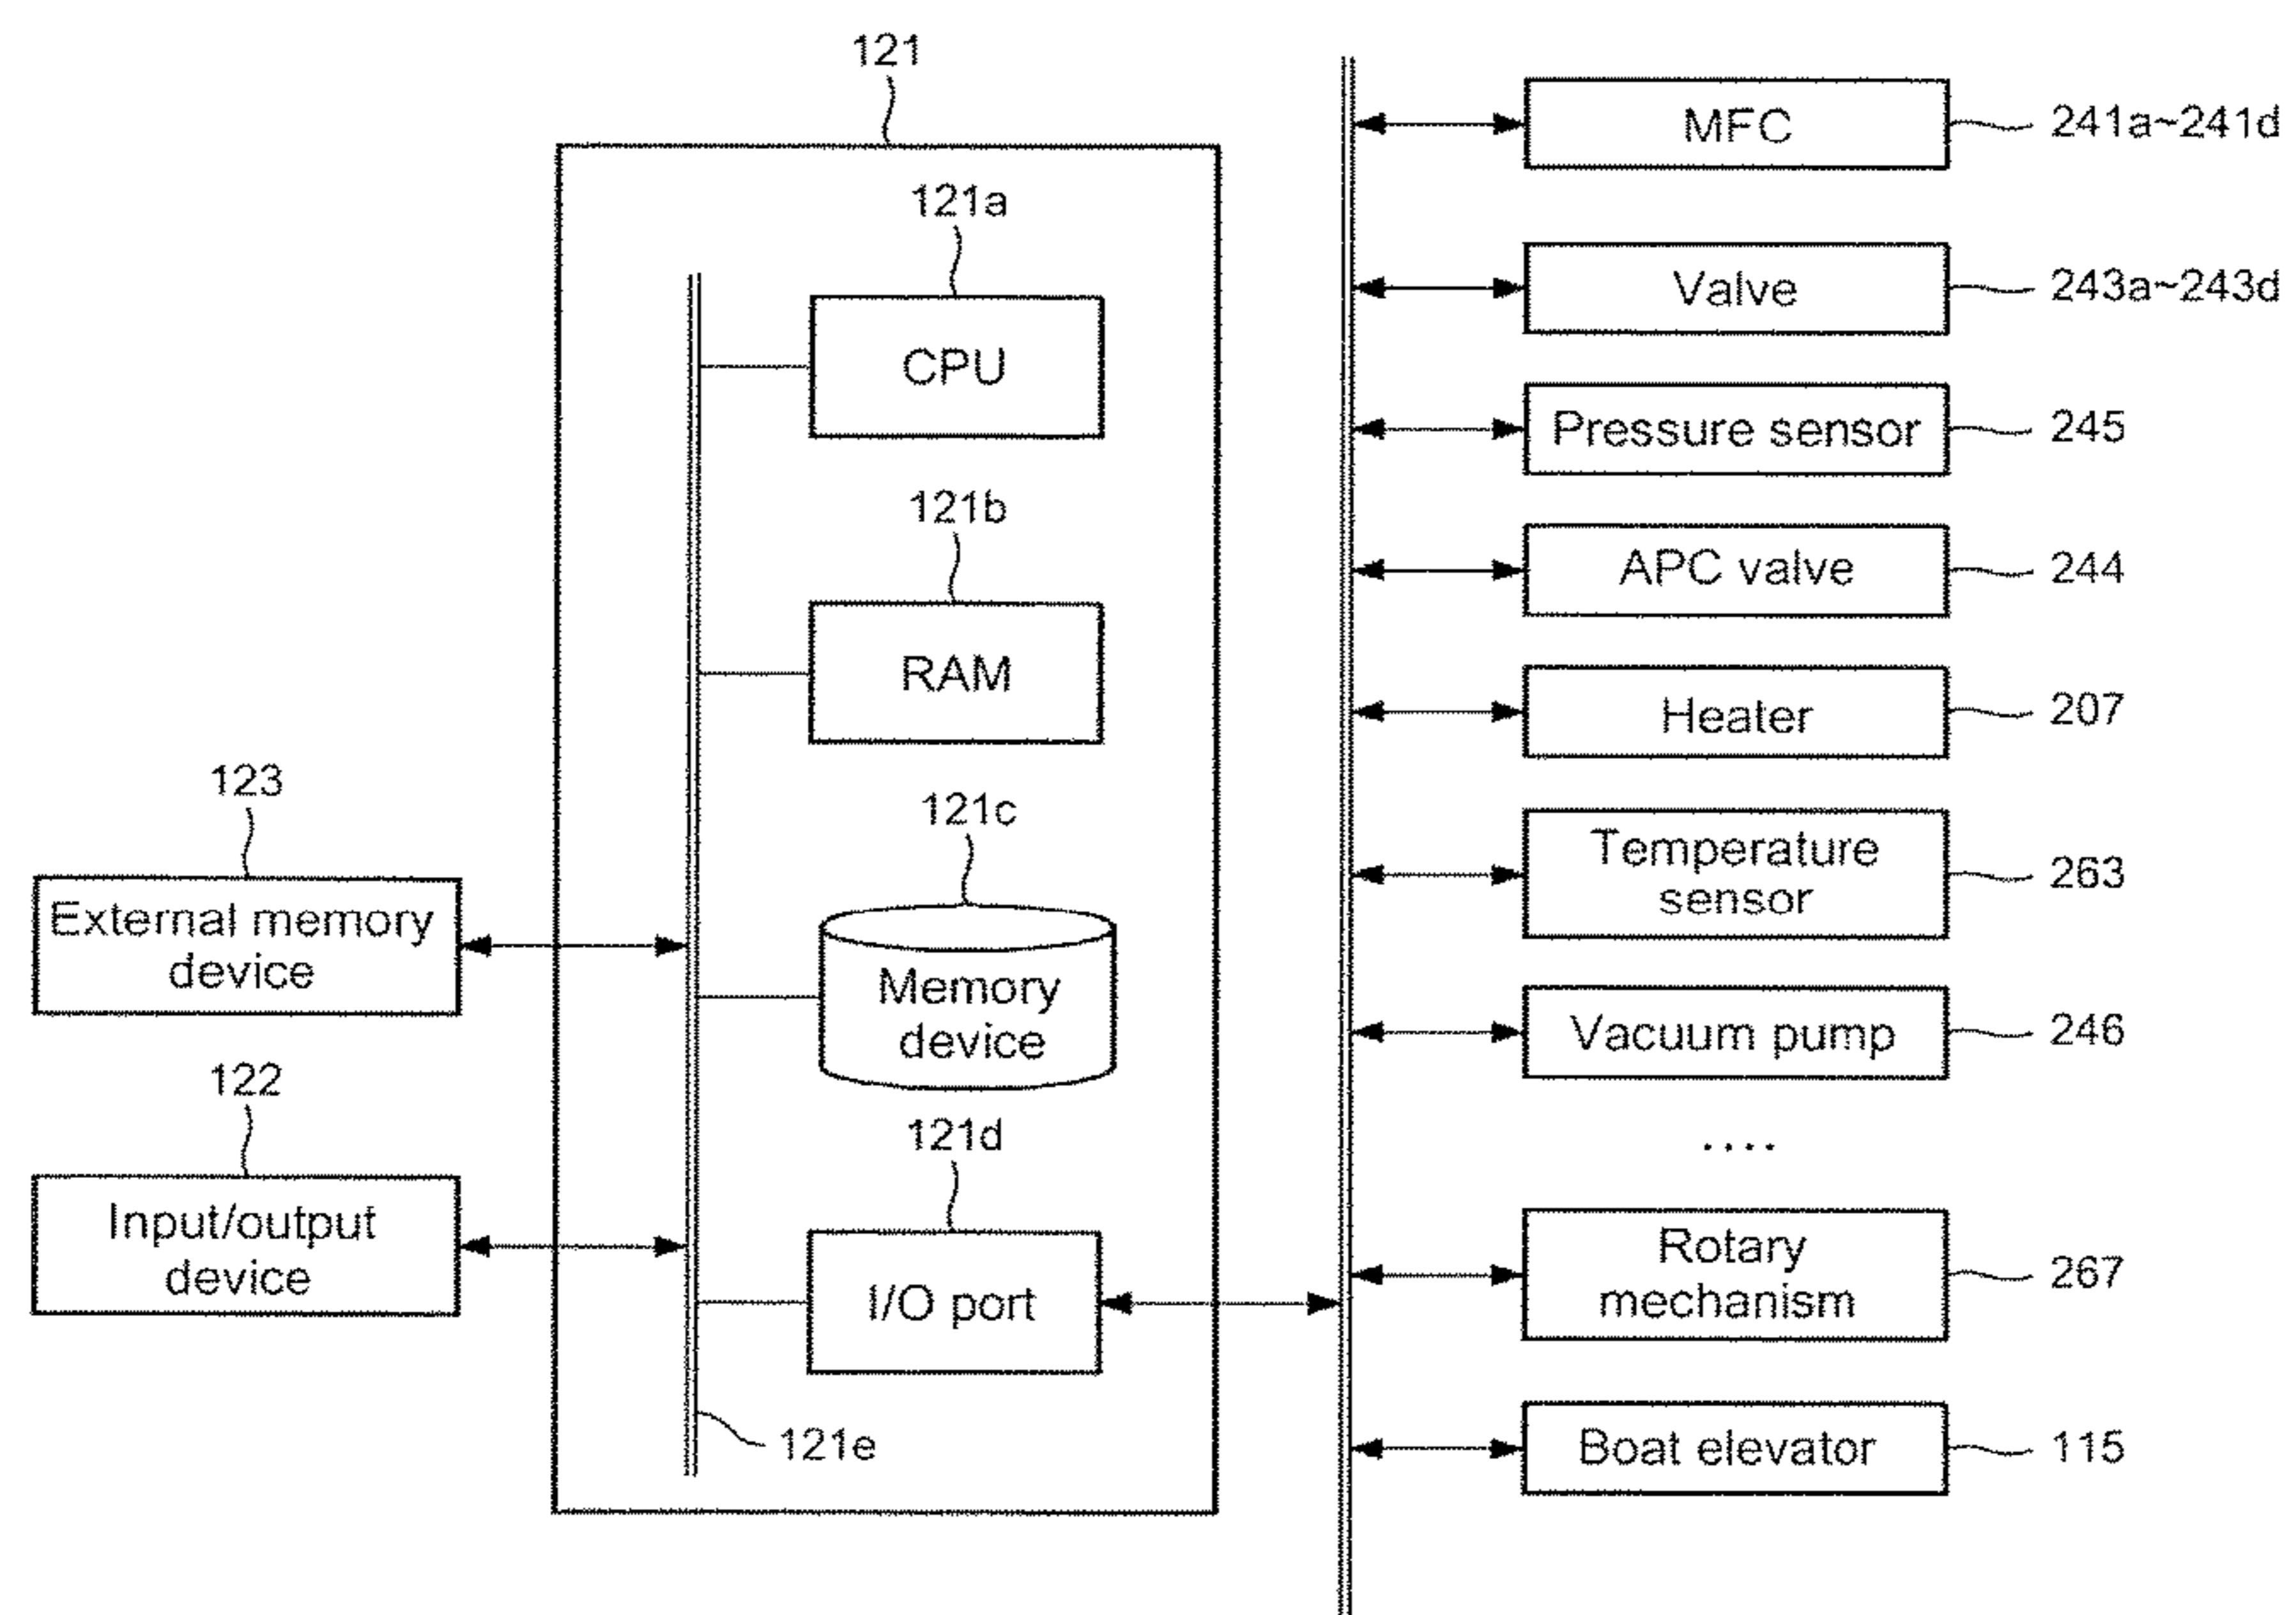 121
121a
CPU
121b
RAM
121c
Memory
device
121d
I/O port
121e
123
External memory
device
122
Input/output
device
MFC
241a~241d
Valve
243a~243d
Pressure sensor
245
APC valve
244
Heater
207
Temperature
sensor
263
Vacuum pump
246
....
Rotary
mechanism
267
Boat elevator
115